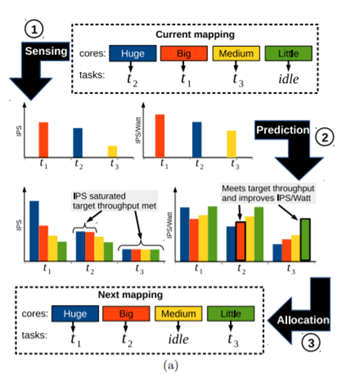 1
Sensing
Current mapping
cores: Huge Big Medium Little
tasks: t2 t1 t3 idle
IPS
t1 t2 t3
IPS/Watt
t1 t2 t3
Prediction
2
IPS saturated
target throughput met
IPS
t1 t2 t3
Meets target throughput
and improves IPS/Watt
IPS/Watt
t1 t2 t3
Next mapping
cores: Huge Big Medium Little
tasks: t1 t2 idle t3
Allocation
3
(a)